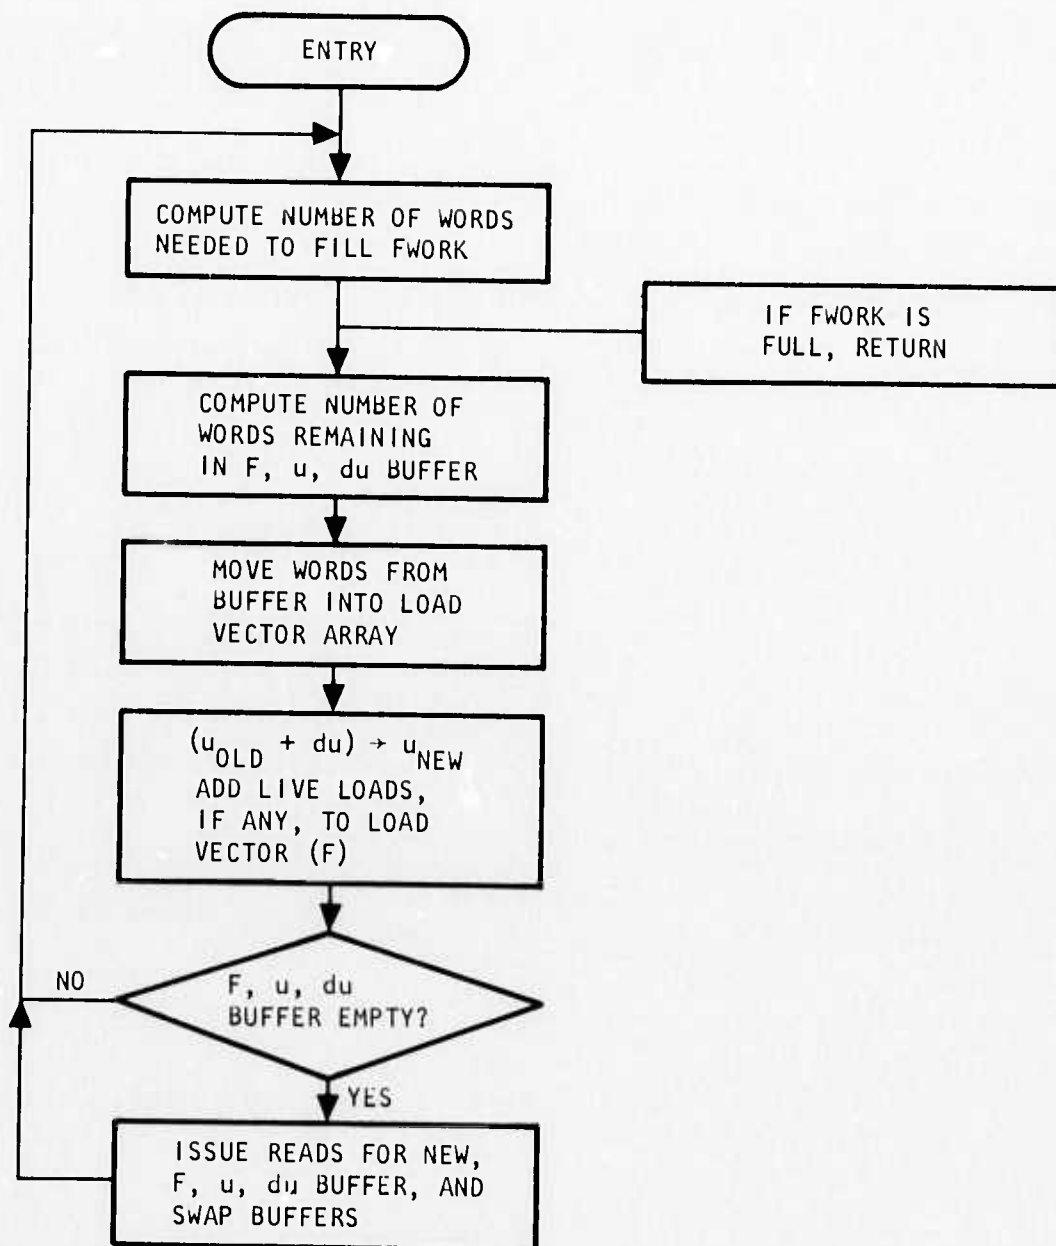 ENTRY
COMPUTE NUMBER OF WORDS
NEEDED TO FILL FWORK
IF FWORK IS
FULL, RETURN
COMPUTE NUMBER OF
WORDS REMAINING
IN F, u, du BUFFER
MOVE WORDS FROM
BUFFER INTO LOAD
VECTOR ARRAY
(u_OLD + du) → u_NEW
ADD LIVE LOADS,
IF ANY, TO LOAD
VECTOR (F)
F, u, du
BUFFER EMPTY?
NO
YES
ISSUE READS FOR NEW,
F, u, du BUFFER, AND
SWAP BUFFERS